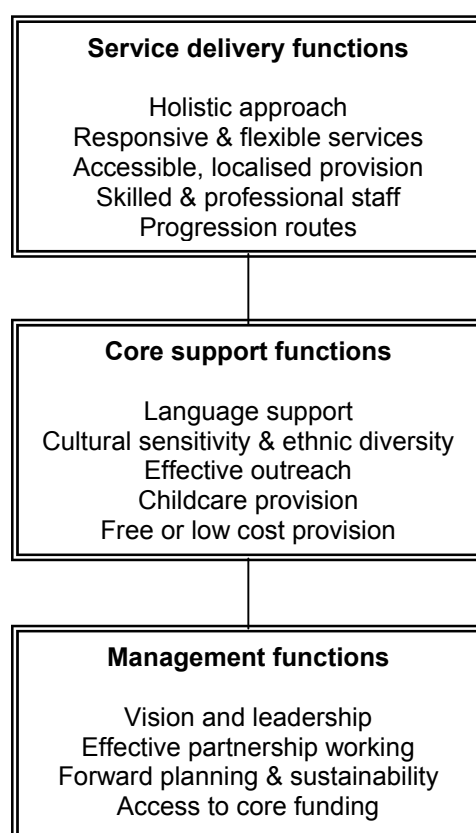 Service delivery functions
Holistic approach
Responsive & flexible services
Accessible, localised provision
Skilled & professional staff
Progression routes
Core support functions
Language support
Cultural sensitivity & ethnic diversity
Effective outreach
Childcare provision
Free or low cost provision
Management functions
Vision and leadership
Effective partnership working
Forward planning & sustainability
Access to core funding